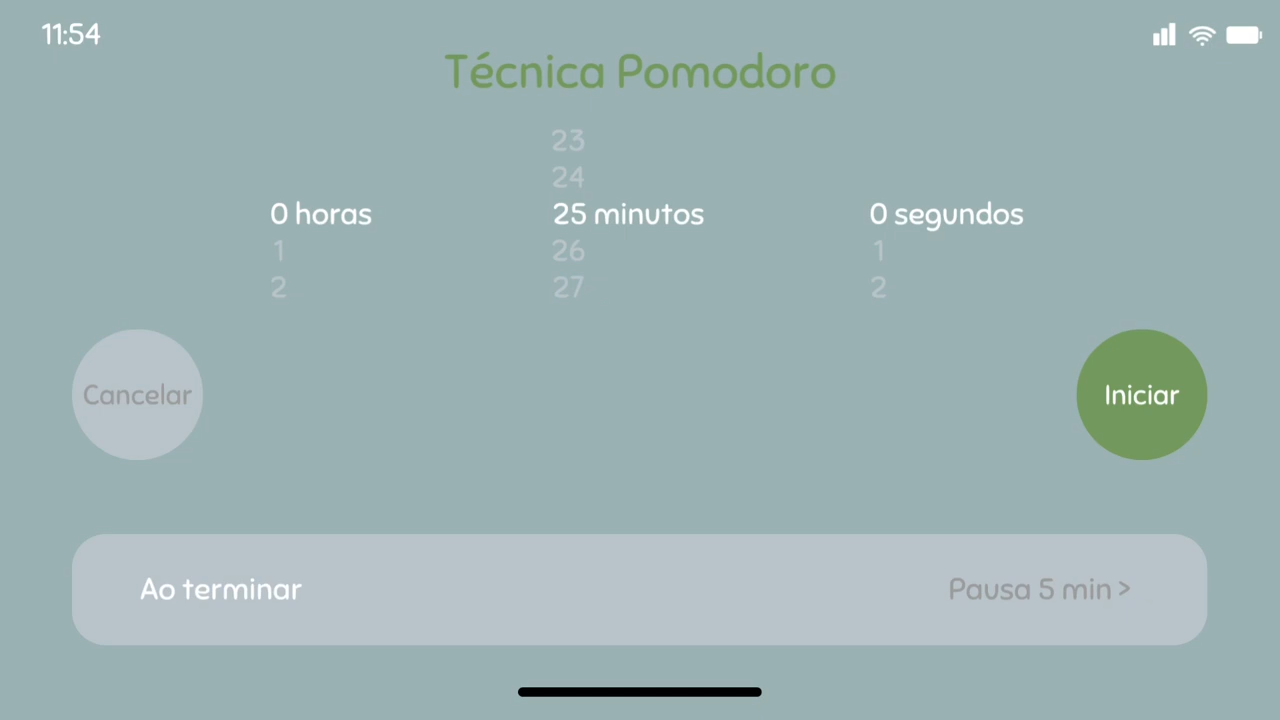 11:54
Técnica Pomodoro
23
24
0 horas 25 minutos 0 segundos
1 26 1
2 27 2
Cancelar Iniciar
Ao terminar Pausa 5 min >